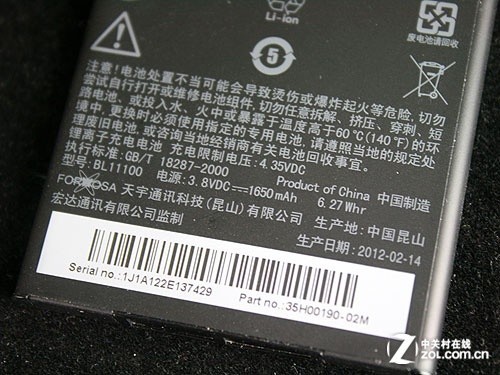 Li-ion
废电池请回收
5
注意!电池处置不当可能会导致烫伤或爆炸起火等危险,切勿
尝试自行打开或维修电池组件,切勿任意拆解、挤压、穿刺、短
路电池、或投入水、火中或暴露于温度高于60℃(140℉)的环
境中,更换时必须使用指定的专用电池,请遵照当地的规定处
理废旧电池,或咨询当地经销商有关电池回收事宜。
锂离子充电电池 充电限制电压: 4.35VDC
执行标准: GB/T 18287-2000 Product of China 中国制造
型号: BL11100 电源: 3.8VDC 1650mAh 6.27Whr
FORMOSA 天宇通讯科技(昆山)有限公司 生产地: 中国昆山
宏达通讯有限公司监制 生产日期: 2012-02-14
Serial no.:1J1A122E137429 Part no.:35H00190-02M
Z 中关村在线
zol.com.cn